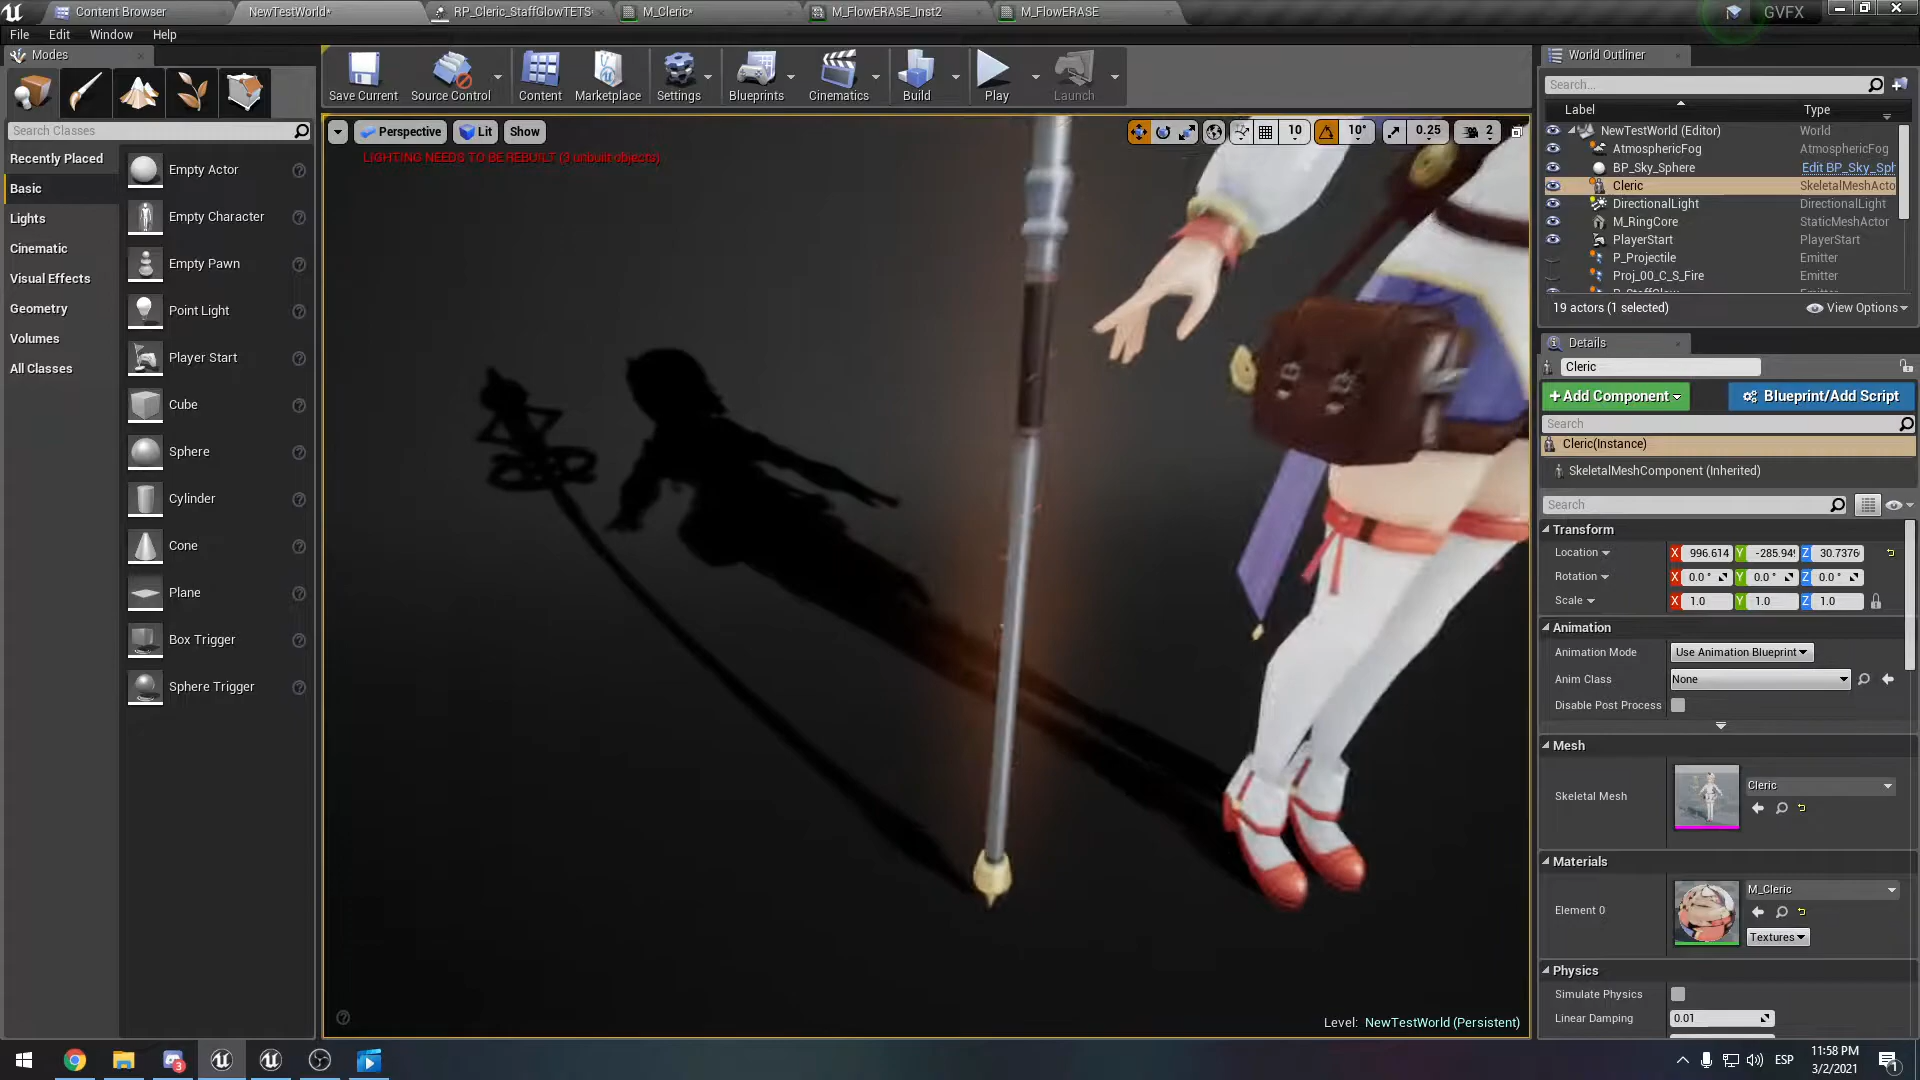 Content Browser
NewTestWorld*
RP_Cleric_StaffGlowTETS
M_Cleric*
M_FlowERASE_Inst2
M_FlowERASE
GVFX
File
Edit
Window
Help
Modes
Save Current
Source Control
Content
Marketplace
Settings
Blueprints
Cinematics
Build
Play
Launch
Search Classes
Recently Placed
Basic
Lights
Cinematic
Visual Effects
Geometry
Volumes
All Classes
Empty Actor
Empty Character
Empty Pawn
Point Light
Player Start
Cube
Sphere
Cylinder
Cone
Plane
Box Trigger
Sphere Trigger
Perspective
Lit
Show
10
10°
0.25
2
LIGHTING NEEDS TO BE REBUILT (3 unbuilt objects)
Level: NewTestWorld (Persistent)
World Outliner
Search...
Label
Type
NewTestWorld (Editor) World
AtmosphericFog AtmosphericFog
BP_Sky_Sphere Edit BP_Sky_Sph
Cleric SkeletalMeshActo
DirectionalLight DirectionalLight
M_RingCore StaticMeshActor
PlayerStart PlayerStart
P_Projectile Emitter
Proj_00_C_S_Fire Emitter
19 actors (1 selected)
View Options
Details
Cleric
+Add Component
Blueprint/Add Script
Search
Cleric(Instance)
SkeletalMeshComponent (Inherited)
Search
Transform
Location X 996.614 Y -285.949 Z 30.7376
Rotation X 0.0 ° Y 0.0 ° Z 0.0 °
Scale X 1.0 Y 1.0 Z 1.0
Animation
Animation Mode Use Animation Blueprint
Anim Class None
Disable Post Process
Mesh
Skeletal Mesh
Cleric
Materials
Element 0
M_Cleric
Textures
Physics
Simulate Physics
Linear Damping 0.01
3
ESP
11:58 PM
3/2/2021
1